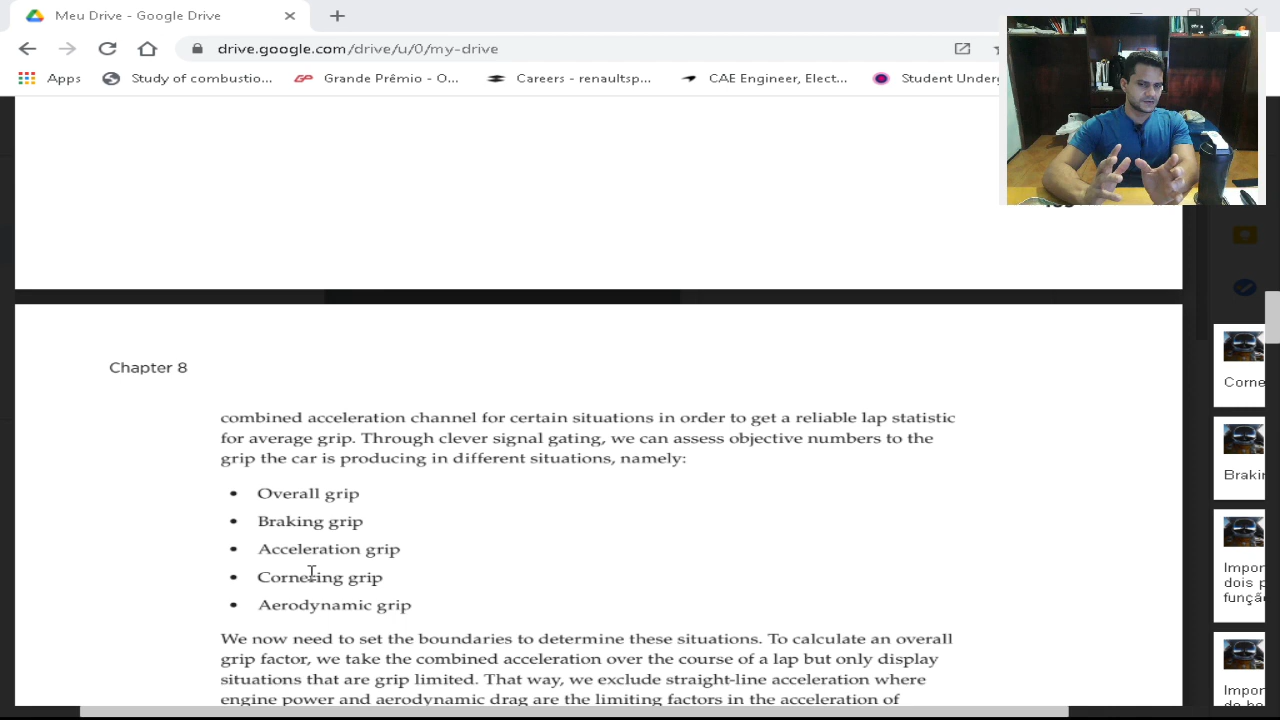 Meu Drive - Google Drive
drive.google.com/drive/u/0/my-drive
Apps
Study of combustio...
Grande Prêmio - O...
Careers - renaultsp...
CAE Engineer, Elect...
Student Underg
Chapter 8
combined acceleration channel for certain situations in order to get a reliable lap statistic
for average grip. Through clever signal gating, we can assess objective numbers to the
grip the car is producing in different situations, namely:
• Overall grip
• Braking grip
• Acceleration grip
• Cornering grip
• Aerodynamic grip
We now need to set the boundaries to determine these situations. To calculate an overall
grip factor, we take the combined acceleration over the course of a lap but only display
situations that are grip limited. That way, we exclude straight-line acceleration where
engine power and aerodynamic drag are the limiting factors in the acceleration of
Corne
Brakin
Impor
dois p
função
Impor